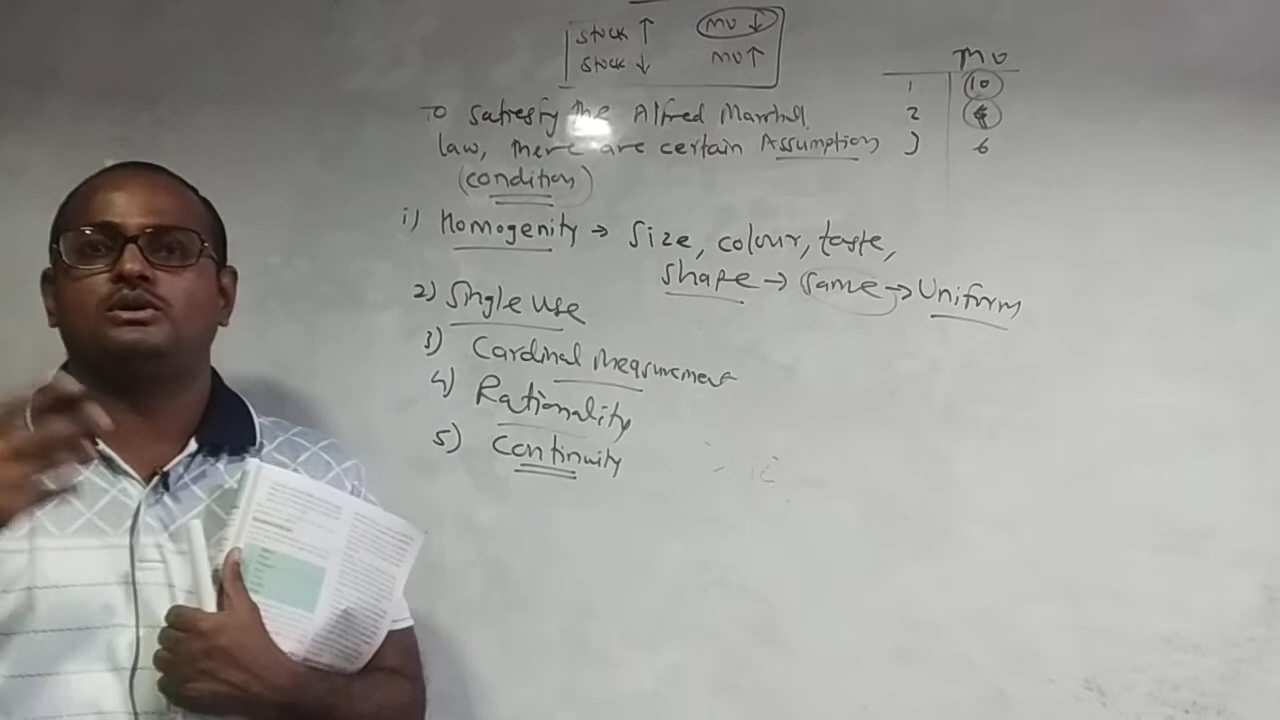 Stock ↑ MU ↓
Stock ↓ MU ↑
MU
1 10
2
3 6
To satisfy the Alfred Marshall
law, there are certain Assumption
(condition)
i) Homogenity → Size, colour, taste,
shape → same → Uniform
2) Single use
3) Cardinal Measurement
4) Rationality
5) Continuity